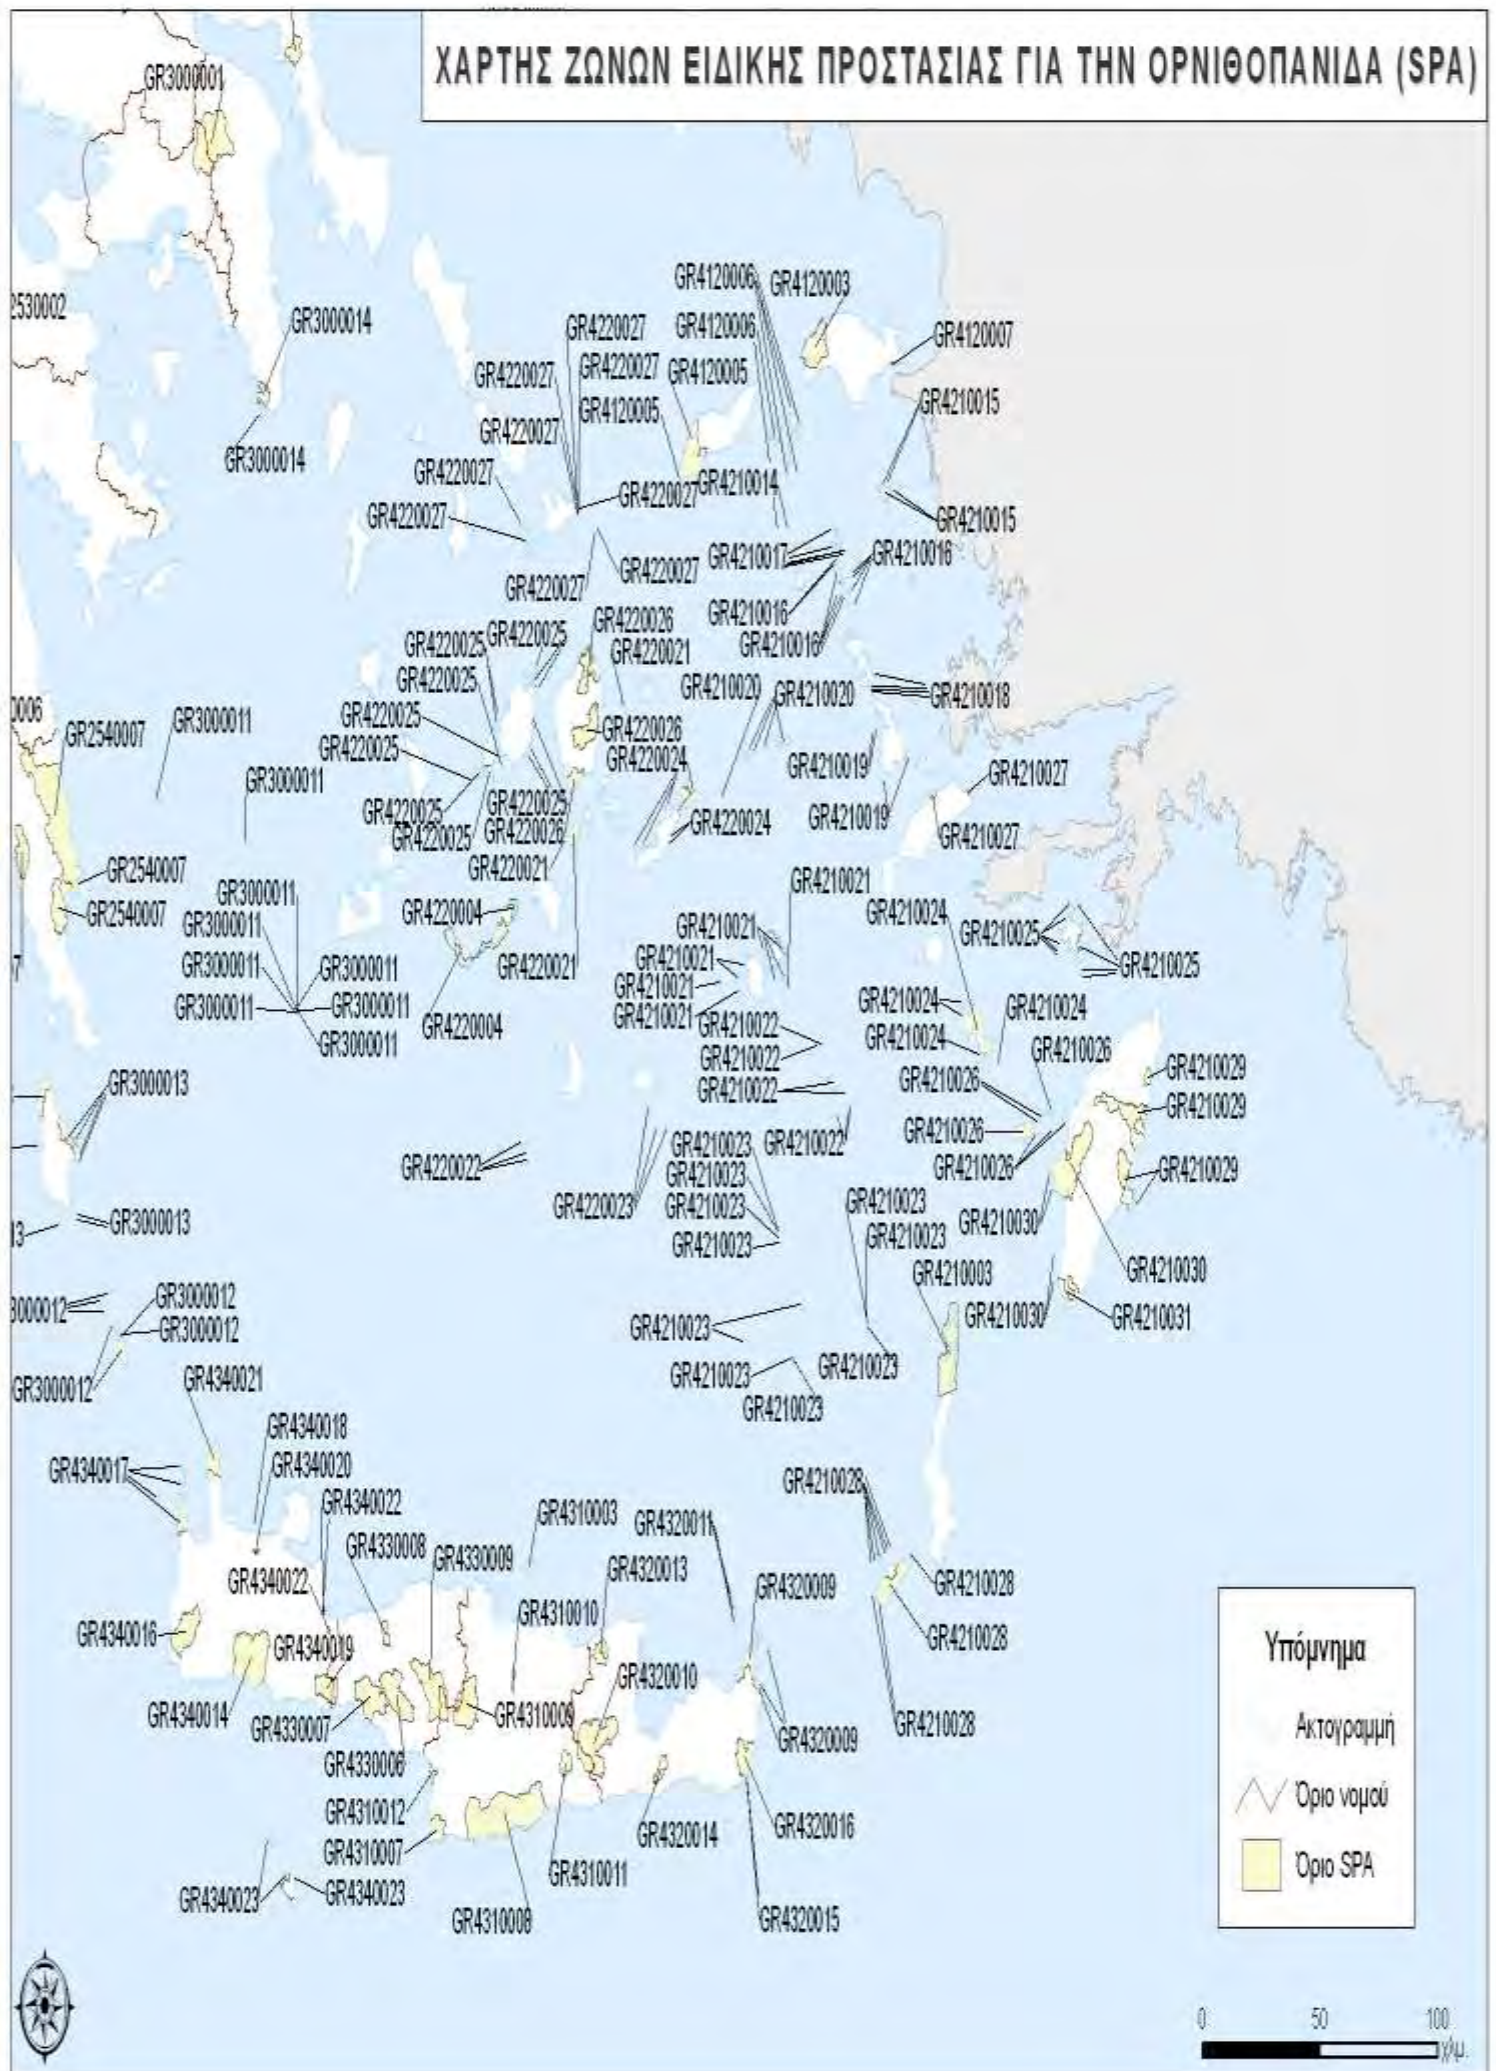 ΧΑΡΤΗΣ ΖΩΝΩΝ ΕΙΔΙΚΗΣ ΠΡΟΣΤΑΣΙΑΣ ΓΙΑ ΤΗΝ ΟΡΝΙΘΟΠΑΝΙΔΑ (SPA)
GR3000001
GR4120006
GR4120003
2530002
GR3000014
GR4220027
GR4120006
GR4120007
GR4220027
GR4220027
GR4120005
GR4120005
GR4210015
GR4220027
GR3000014
GR4220027
GR4220027
GR4210014
GR4220027
GR4210015
GR4210017
GR4210016
GR4220027
GR4220027
GR4210016
GR4220026
GR4220025
GR4220025
GR4210016
GR4220021
GR4220025
GR4210020
GR4210020
GR4210018
0006
GR2540007
GR3000011
GR4220025
GR4220026
GR4220025
GR4220024
GR4210019
GR4210027
GR3000011
GR4220025
GR4220025
GR4210019
GR4220025
GR4220026
GR4220024
GR4210027
GR2540007
GR4220021
GR4210021
GR3000011
GR2540007
GR4220004
GR4210024
GR3000011
GR4210021
GR4210025
GR3000011
GR3000011
GR4220021
GR4210021
GR4210025
GR4210021
GR3000011
GR3000011
GR4210021
GR4210024
GR4210024
GR4220004
GR4210022
GR3000011
GR4210024
GR4210022
GR4210026
GR3000013
GR4210022
GR4210026
GR4210029
GR4210029
GR4210023
GR4210022
GR4210026
GR4220022
GR4210023
GR4210026
GR4210029
GR4220023
GR4210023
GR4210023
GR3000013
GR4210030
13
GR4210023
GR4210023
GR4210003
GR4210030
3000012
GR3000012
GR3000012
GR4210023
GR4210030
GR4210031
GR3000012
GR4340021
GR4210023
GR4210023
GR4210023
GR4340018
GR4340017
GR4340020
GR4210028
GR4340022
GR4310003
GR4320011
GR4330008
GR4330009
GR4320013
GR4340022
GR4320009
GR4210028
GR4310010
GR4340016
GR4340019
GR4210028
GR4320010
GR4340014
GR4330007
GR4310009
GR4320009
GR4210028
GR4330006
GR4310012
GR4320014
GR4320016
GR4310007
GR4310011
GR4340023
GR4340023
GR4310008
GR4320015
Υπόμνημα
Ακτογραμμή
Όριο νομού
Όριο SPA
0 50 100
χλμ.